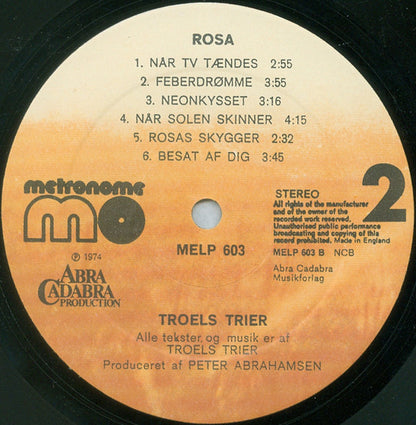 ROSA
1. NÅR TV TÆNDES 2:55
2. FEBERDRØMME 3:55
3. NEONKYSSET 3:16
4. NÅR SOLEN SKINNER 4:15
5. ROSAS SKYGGER 2:32
6. BESAT AF DIG 3:45
metronome
mo
℗ 1974
ABRA
CADABRA
PRODUCTION
MELP 603
STEREO
2
All rights of the manufacturer
and of the owner of the
recorded work reserved.
Unauthorised public performance
broadcasting and copying of this
record prohibited. Made in England
MELP 603 B NCB
Abra Cadabra
Musikforlag
TROELS TRIER
Alle tekster og musik er af
TROELS TRIER
Produceret af PETER ABRAHAMSEN